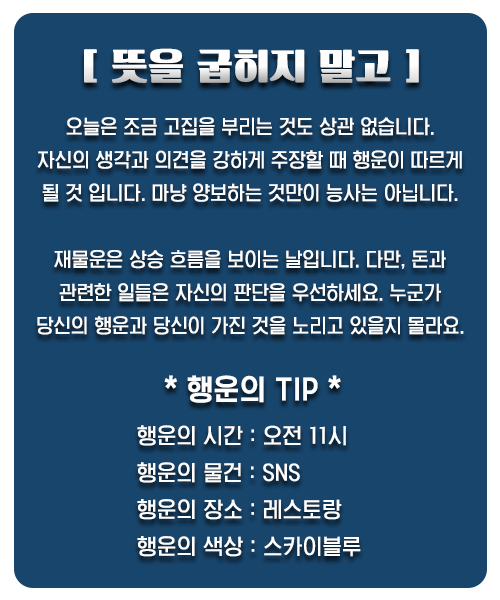 [ 뜻을 굽히지 말고 ]
오늘은 조금 고집을 부리는 것도 상관 없습니다.
자신의 생각과 의견을 강하게 주장할 때 행운이 따르게
될 것 입니다. 마냥 양보하는 것만이 능사는 아닙니다.
재물운은 상승 흐름을 보이는 날입니다. 다만, 돈과
관련한 일들은 자신의 판단을 우선하세요. 누군가
당신의 행운과 당신이 가진 것을 노리고 있을지 몰라요.
* 행운의 TIP *
행운의 시간 : 오전 11시
행운의 물건 : SNS
행운의 장소 : 레스토랑
행운의 색상 : 스카이블루